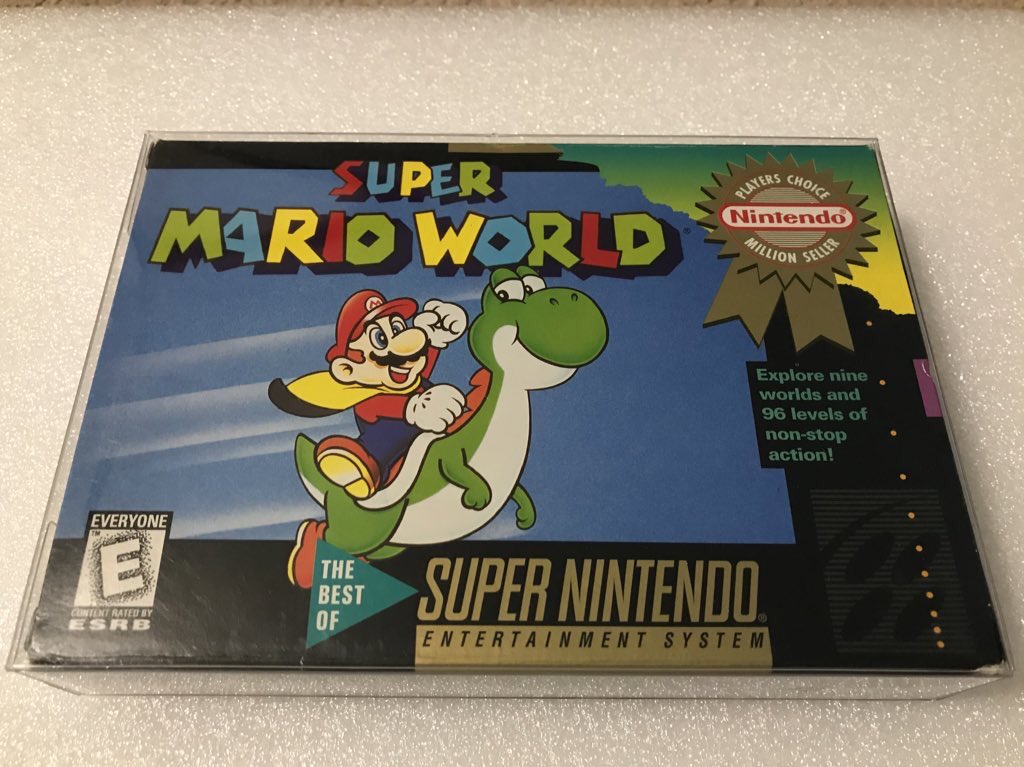 SUPER
MARIO WORLD
®
PLAYERS CHOICE
Nintendo®
MILLION SELLER
M
Explore nine
worlds and
96 levels of
non-stop
action!
EVERYONE
™
E
CONTENT RATED BY
ESRB
THE
BEST
OF
SUPER NINTENDO®
ENTERTAINMENT SYSTEM